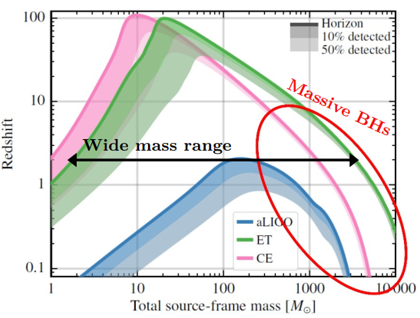 100
10
1
0.1
Redshift
Horizon
10% detected
50% detected
Massive BHs
Wide mass range
aLIGO
ET
CE
1
10
100
1000
10 000
Total source-frame mass [M⊙]